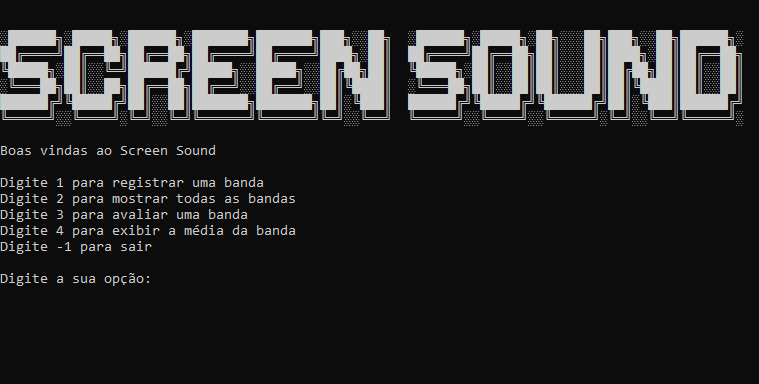 SCREEN SOUND
Boas vindas ao Screen Sound
Digite 1 para registrar uma banda
Digite 2 para mostrar todas as bandas
Digite 3 para avaliar uma banda
Digite 4 para exibir a média da banda
Digite -1 para sair
Digite a sua opção: